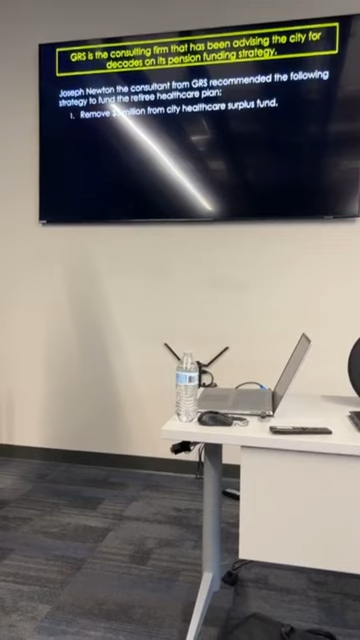 GRS is the consulting firm that has been advising the city for
decades on its pension funding strategy.
Joseph Newton the consultant from GRS recommended the following
strategy to fund the retiree healthcare plan:
1. Remove million from city healthcare surplus fund.